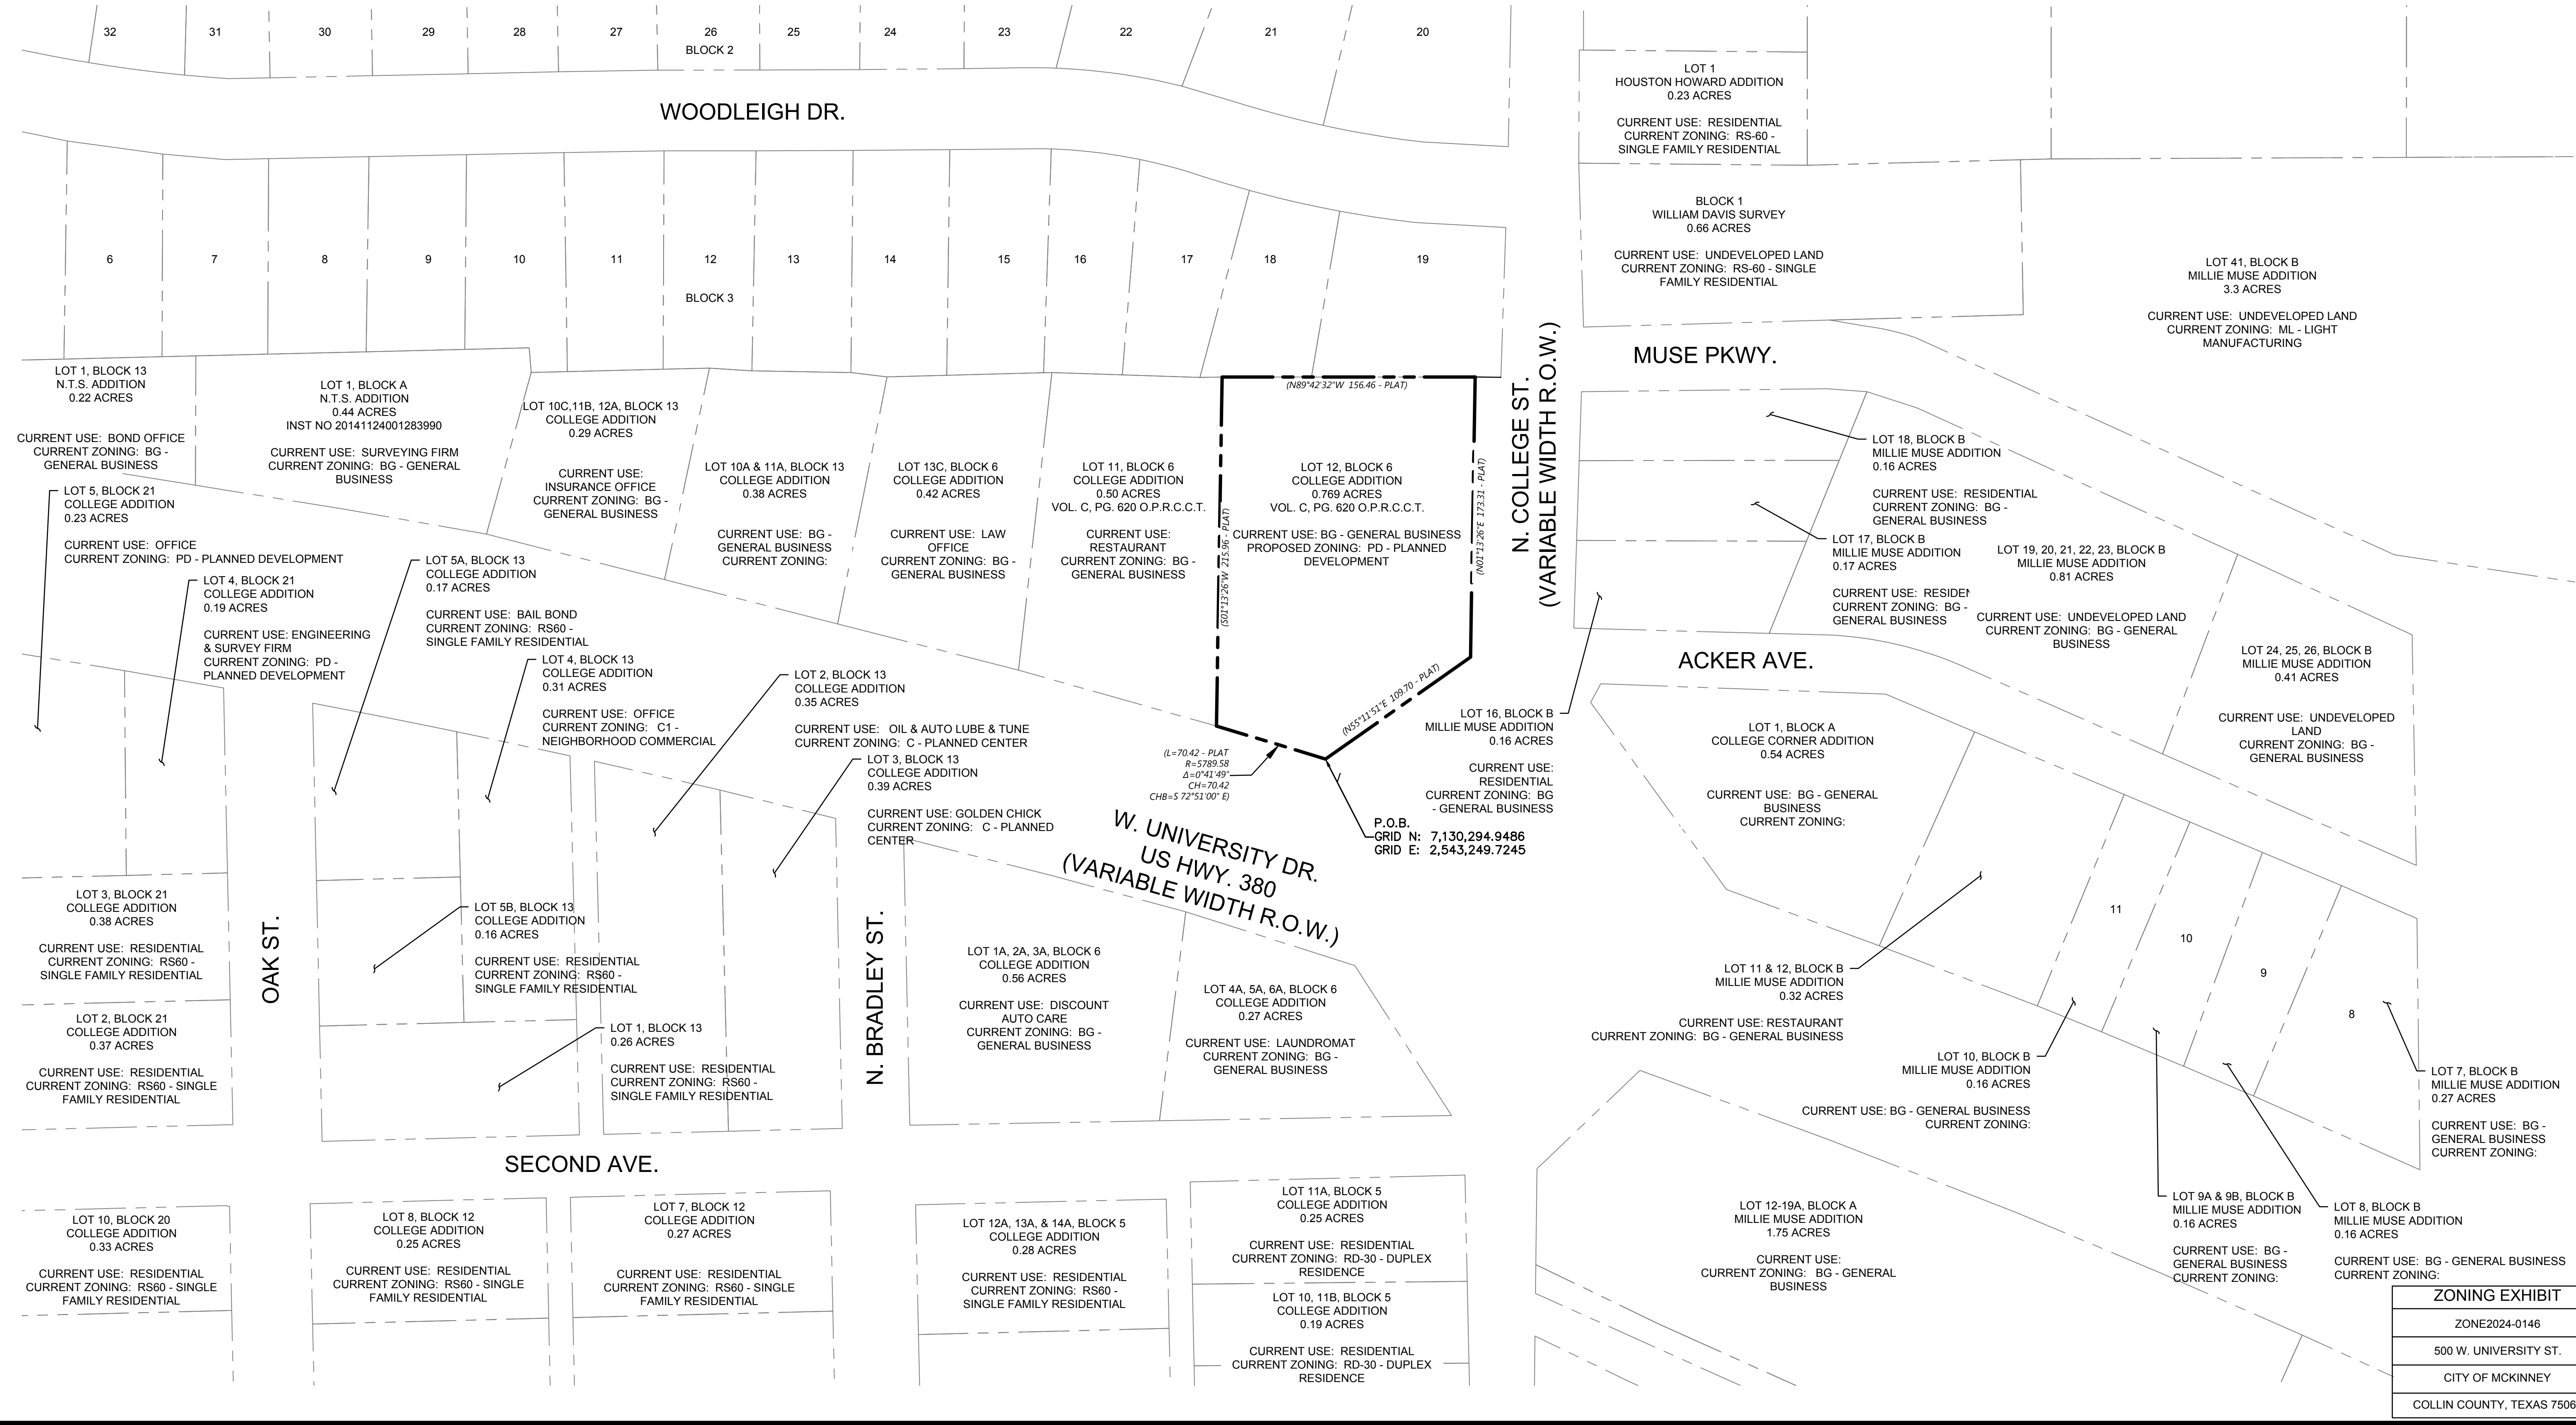 32
31
30
29
28
27
26
25
24
23
22
21
20
BLOCK 2
WOODLEIGH DR.
LOT 1
HOUSTON HOWARD ADDITION
0.23 ACRES
CURRENT USE: RESIDENTIAL
CURRENT ZONING: RS-60 -
SINGLE FAMILY RESIDENTIAL
BLOCK 1
WILLIAM DAVIS SURVEY
0.66 ACRES
CURRENT USE: UNDEVELOPED LAND
CURRENT ZONING: RS-60 - SINGLE
FAMILY RESIDENTIAL
LOT 41, BLOCK B
MILLIE MUSE ADDITION
3.3 ACRES
CURRENT USE: UNDEVELOPED LAND
CURRENT ZONING: ML - LIGHT
MANUFACTURING
6
7
8
9
10
11
12
13
14
15
16
17
18
19
BLOCK 3
MUSE PKWY.
N. COLLEGE ST.
(VARIABLE WIDTH R.O.W.)
LOT 1, BLOCK 13
N.T.S. ADDITION
0.22 ACRES
CURRENT USE: BOND OFFICE
CURRENT ZONING: BG -
GENERAL BUSINESS
LOT 1, BLOCK A
N.T.S. ADDITION
0.44 ACRES
INST NO 20141124001283990
CURRENT USE: SURVEYING FIRM
CURRENT ZONING: BG - GENERAL
BUSINESS
LOT 10C,11B, 12A, BLOCK 13
COLLEGE ADDITION
0.29 ACRES
CURRENT USE:
INSURANCE OFFICE
CURRENT ZONING: BG -
GENERAL BUSINESS
LOT 10A & 11A, BLOCK 13
COLLEGE ADDITION
0.38 ACRES
CURRENT USE: BG -
GENERAL BUSINESS
CURRENT ZONING:
LOT 13C, BLOCK 6
COLLEGE ADDITION
0.42 ACRES
CURRENT USE: LAW
OFFICE
CURRENT ZONING: BG -
GENERAL BUSINESS
LOT 11, BLOCK 6
COLLEGE ADDITION
0.50 ACRES
VOL. C, PG. 620 O.P.R.C.C.T.
CURRENT USE:
RESTAURANT
CURRENT ZONING: BG -
GENERAL BUSINESS
(N89°42'32"W 156.46 - PLAT)
(S01°13'26"W 215.96 - PLAT)
LOT 12, BLOCK 6
COLLEGE ADDITION
0.769 ACRES
VOL. C, PG. 620 O.P.R.C.C.T.
CURRENT USE: BG - GENERAL BUSINESS
PROPOSED ZONING: PD - PLANNED
DEVELOPMENT
(N01°13'26"E 173.31 - PLAT)
(N55°11'51"E 109.70 - PLAT)
(L=70.42 - PLAT
R=5789.58
Δ=0°41'49"
CH=70.42
CHB=S 72°51'00" E)
P.O.B.
GRID N: 7,130,294.9486
GRID E: 2,543,249.7245
LOT 18, BLOCK B
MILLIE MUSE ADDITION
0.16 ACRES
CURRENT USE: RESIDENTIAL
CURRENT ZONING: BG -
GENERAL BUSINESS
LOT 17, BLOCK B
MILLIE MUSE ADDITION
0.17 ACRES
CURRENT USE: RESIDEN
CURRENT ZONING: BG -
GENERAL BUSINESS
LOT 19, 20, 21, 22, 23, BLOCK B
MILLIE MUSE ADDITION
0.81 ACRES
CURRENT USE: UNDEVELOPED LAND
CURRENT ZONING: BG - GENERAL
BUSINESS
LOT 24, 25, 26, BLOCK B
MILLIE MUSE ADDITION
0.41 ACRES
CURRENT USE: UNDEVELOPED
LAND
CURRENT ZONING: BG -
GENERAL BUSINESS
ACKER AVE.
LOT 16, BLOCK B
MILLIE MUSE ADDITION
0.16 ACRES
CURRENT USE:
RESIDENTIAL
CURRENT ZONING: BG
- GENERAL BUSINESS
LOT 1, BLOCK A
COLLEGE CORNER ADDITION
0.54 ACRES
CURRENT USE: BG - GENERAL
BUSINESS
CURRENT ZONING:
LOT 5, BLOCK 21
COLLEGE ADDITION
0.23 ACRES
CURRENT USE: OFFICE
CURRENT ZONING: PD - PLANNED DEVELOPMENT
LOT 4, BLOCK 21
COLLEGE ADDITION
0.19 ACRES
CURRENT USE: ENGINEERING
& SURVEY FIRM
CURRENT ZONING: PD -
PLANNED DEVELOPMENT
LOT 5A, BLOCK 13
COLLEGE ADDITION
0.17 ACRES
CURRENT USE: BAIL BOND
CURRENT ZONING: RS60 -
SINGLE FAMILY RESIDENTIAL
LOT 4, BLOCK 13
COLLEGE ADDITION
0.31 ACRES
CURRENT USE: OFFICE
CURRENT ZONING: C1 -
NEIGHBORHOOD COMMERCIAL
LOT 2, BLOCK 13
COLLEGE ADDITION
0.35 ACRES
CURRENT USE: OIL & AUTO LUBE & TUNE
CURRENT ZONING: C - PLANNED CENTER
LOT 3, BLOCK 13
COLLEGE ADDITION
0.39 ACRES
CURRENT USE: GOLDEN CHICK
CURRENT ZONING: C - PLANNED
CENTER
W. UNIVERSITY DR.
US HWY. 380
(VARIABLE WIDTH R.O.W.)
LOT 3, BLOCK 21
COLLEGE ADDITION
0.38 ACRES
CURRENT USE: RESIDENTIAL
CURRENT ZONING: RS60 -
SINGLE FAMILY RESIDENTIAL
OAK ST.
LOT 5B, BLOCK 13
COLLEGE ADDITION
0.16 ACRES
CURRENT USE: RESIDENTIAL
CURRENT ZONING: RS60 -
SINGLE FAMILY RESIDENTIAL
N. BRADLEY ST.
LOT 1A, 2A, 3A, BLOCK 6
COLLEGE ADDITION
0.56 ACRES
CURRENT USE: DISCOUNT
AUTO CARE
CURRENT ZONING: BG -
GENERAL BUSINESS
LOT 4A, 5A, 6A, BLOCK 6
COLLEGE ADDITION
0.27 ACRES
CURRENT USE: LAUNDROMAT
CURRENT ZONING: BG -
GENERAL BUSINESS
11
10
9
8
LOT 11 & 12, BLOCK B
MILLIE MUSE ADDITION
0.32 ACRES
CURRENT USE: RESTAURANT
CURRENT ZONING: BG - GENERAL BUSINESS
LOT 10, BLOCK B
MILLIE MUSE ADDITION
0.16 ACRES
CURRENT USE: BG - GENERAL BUSINESS
CURRENT ZONING:
LOT 7, BLOCK B
MILLIE MUSE ADDITION
0.27 ACRES
CURRENT USE: BG -
GENERAL BUSINESS
CURRENT ZONING:
LOT 2, BLOCK 21
COLLEGE ADDITION
0.37 ACRES
CURRENT USE: RESIDENTIAL
CURRENT ZONING: RS60 - SINGLE
FAMILY RESIDENTIAL
LOT 1, BLOCK 13
0.26 ACRES
CURRENT USE: RESIDENTIAL
CURRENT ZONING: RS60 -
SINGLE FAMILY RESIDENTIAL
SECOND AVE.
LOT 10, BLOCK 20
COLLEGE ADDITION
0.33 ACRES
CURRENT USE: RESIDENTIAL
CURRENT ZONING: RS60 - SINGLE
FAMILY RESIDENTIAL
LOT 8, BLOCK 12
COLLEGE ADDITION
0.25 ACRES
CURRENT USE: RESIDENTIAL
CURRENT ZONING: RS60 - SINGLE
FAMILY RESIDENTIAL
LOT 7, BLOCK 12
COLLEGE ADDITION
0.27 ACRES
CURRENT USE: RESIDENTIAL
CURRENT ZONING: RS60 - SINGLE
FAMILY RESIDENTIAL
LOT 12A, 13A, & 14A, BLOCK 5
COLLEGE ADDITION
0.28 ACRES
CURRENT USE: RESIDENTIAL
CURRENT ZONING: RS60 -
SINGLE FAMILY RESIDENTIAL
LOT 11A, BLOCK 5
COLLEGE ADDITION
0.25 ACRES
CURRENT USE: RESIDENTIAL
CURRENT ZONING: RD-30 - DUPLEX
RESIDENCE
LOT 10, 11B, BLOCK 5
COLLEGE ADDITION
0.19 ACRES
CURRENT USE: RESIDENTIAL
CURRENT ZONING: RD-30 - DUPLEX
RESIDENCE
LOT 12-19A, BLOCK A
MILLIE MUSE ADDITION
1.75 ACRES
CURRENT USE:
CURRENT ZONING: BG - GENERAL
BUSINESS
LOT 9A & 9B, BLOCK B
MILLIE MUSE ADDITION
0.16 ACRES
CURRENT USE: BG -
GENERAL BUSINESS
CURRENT ZONING:
LOT 8, BLOCK B
MILLIE MUSE ADDITION
0.16 ACRES
CURRENT USE: BG - GENERAL BUSINESS
CURRENT ZONING:
ZONING EXHIBIT
ZONE2024-0146
500 W. UNIVERSITY ST.
CITY OF MCKINNEY
COLLIN COUNTY, TEXAS 7506